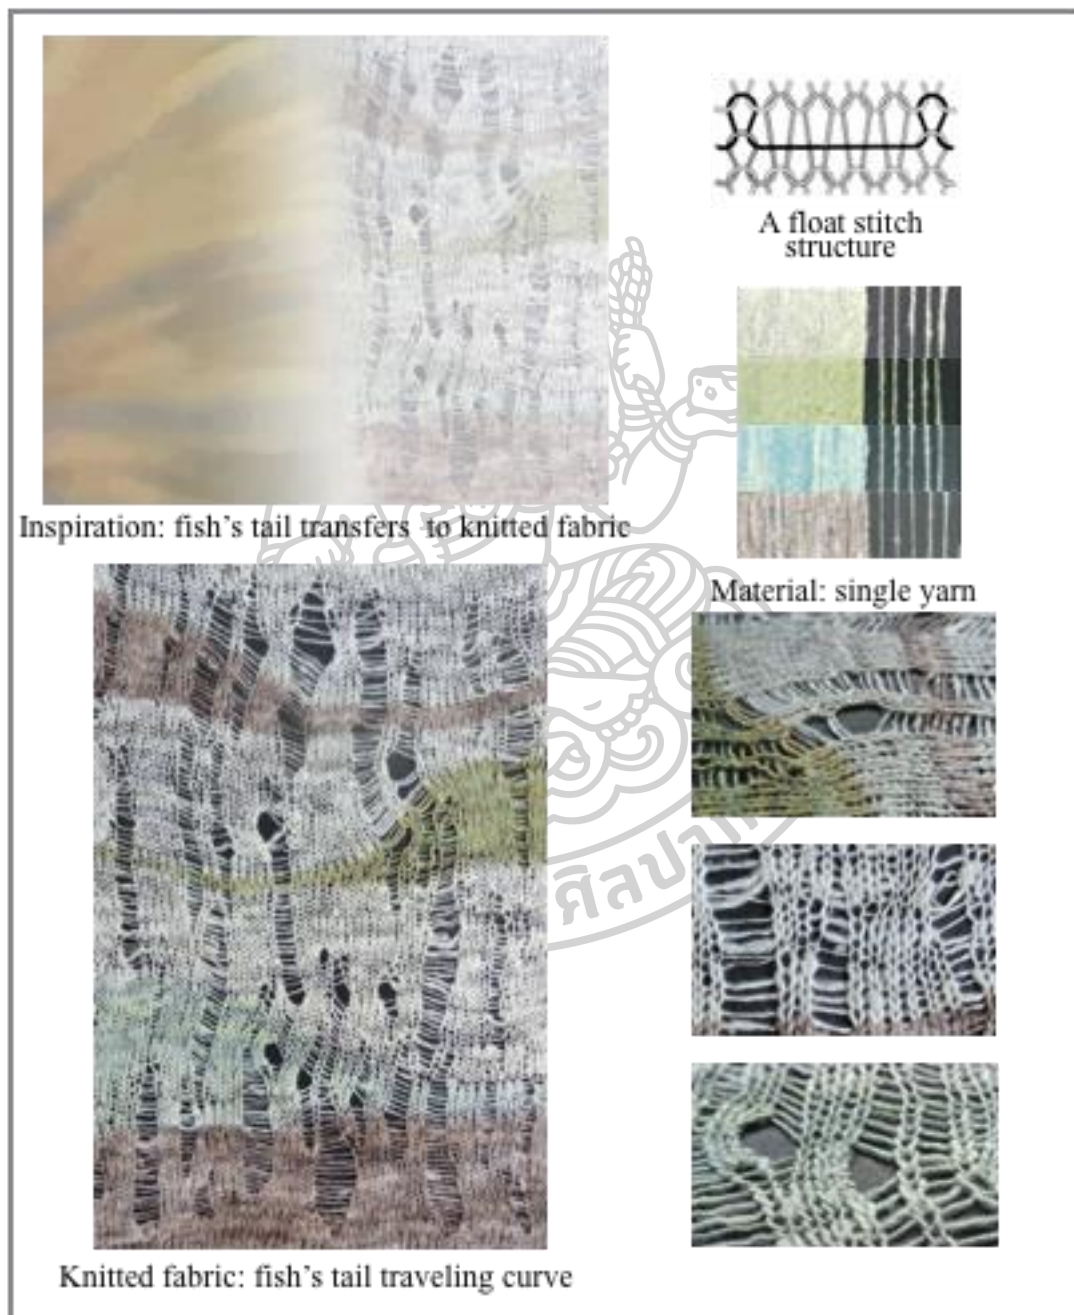 A float stitch
structure
Inspiration: fish's tail transfers to knitted fabric
Material: single yarn
Knitted fabric: fish's tail traveling curve